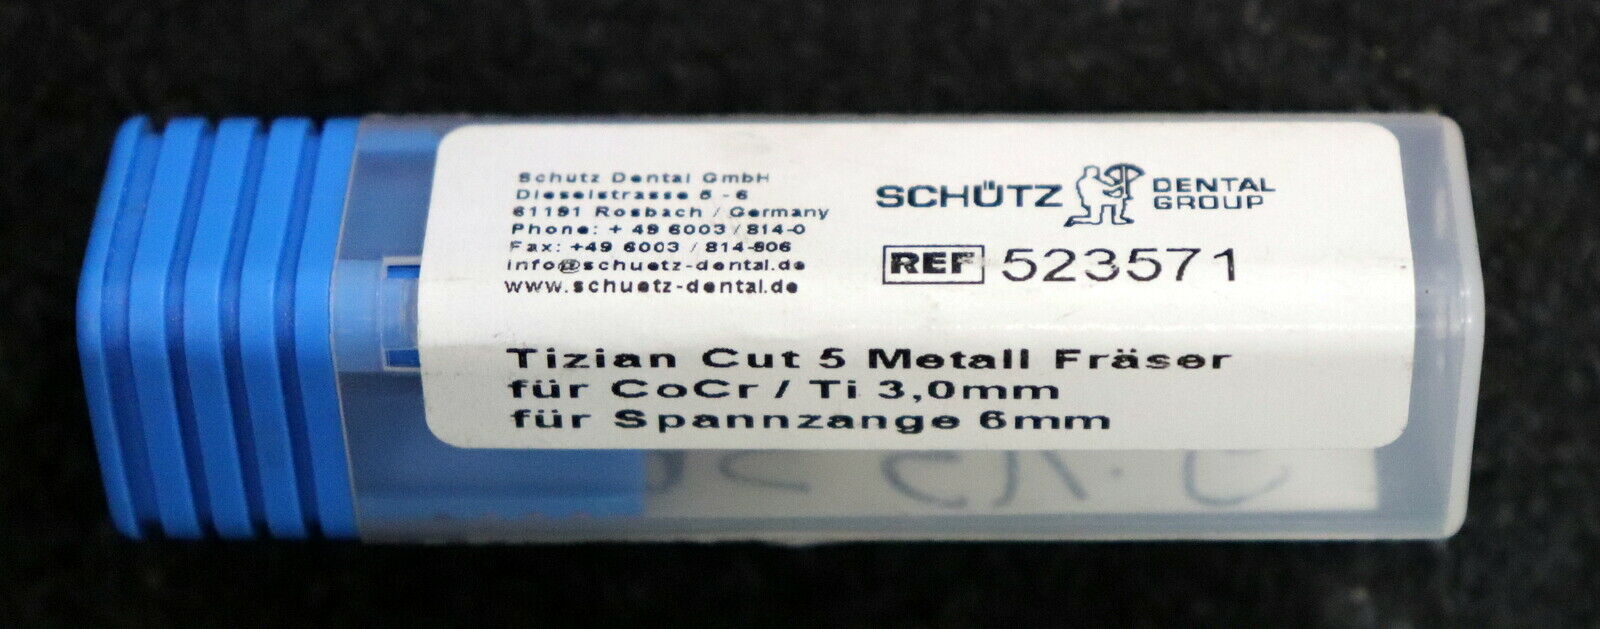 Schutz Dental GmbH
Dieselstrasse 5 - 6
61191 Rosbach / Germany
Phone: + 49 6003 / 814-0
Fax: +49 6003 / 814-906
info@schuetz-dental.de
www.schuetz-dental.de
SCHÜTZ DENTAL
GROUP
REF 523571
Tizian Cut 5 Metall Fräser
für CoCr / Ti 3,0mm
für Spannzange 6mm